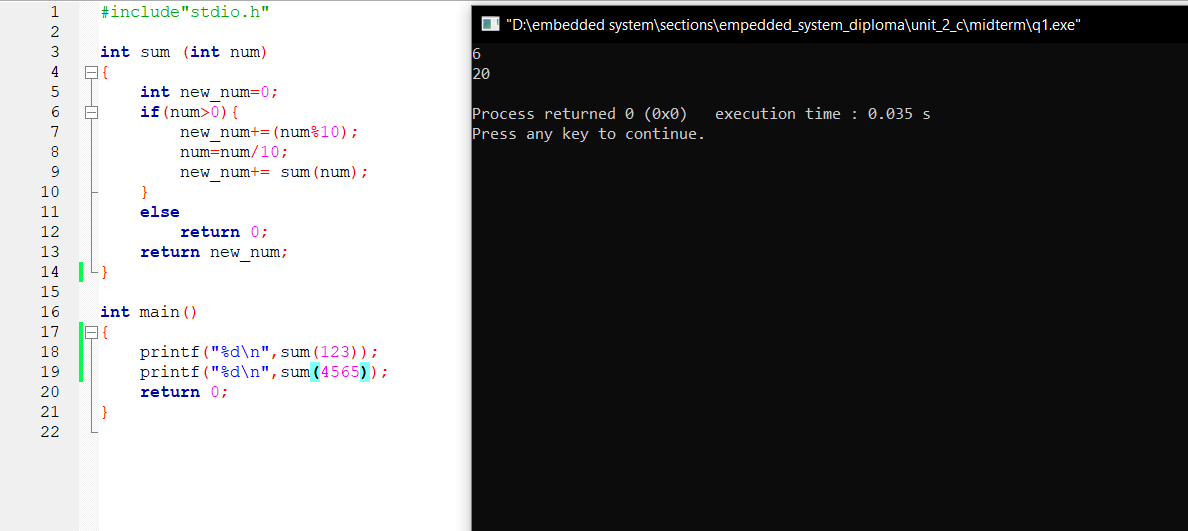 1 #include"stdio.h"
2
3 int sum (int num)
4 {
5     int new_num=0;
6     if(num>0){
7         new_num+=(num%10);
8         num=num/10;
9         new_num+= sum(num);
10     }
11     else
12         return 0;
13     return new_num;
14 }
15
16 int main()
17 {
18     printf("%d\n",sum(123));
19     printf("%d\n",sum(4565));
20     return 0;
21 }
22
"D:\embedded system\sections\empedded_system_diploma\unit_2_c\midterm\q1.exe"
6
20
Process returned 0 (0x0)   execution time : 0.035 s
Press any key to continue.